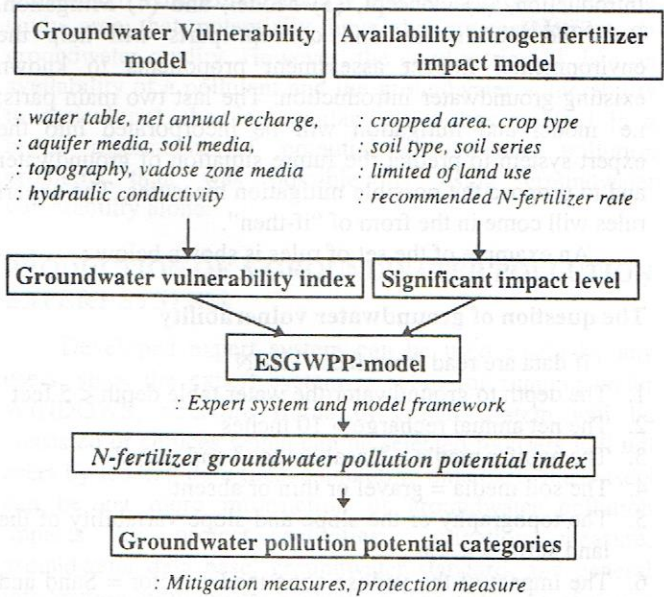 Groundwater Vulnerability
model
Availability nitrogen fertilizer
impact model
: water table, net annual recharge,
: aquifer media, soil media,
: topography, vadose zone media
: hydraulic conductivity
: cropped area, crop type
: soil type, soil series
: limited of land use
: recommended N-fertilizer rate
Groundwater vulnerability index
Significant impact level
ESGWPP-model
: Expert system and model framework
N-fertilizer groundwater pollution potential index
Groundwater pollution potential categories
: Mitigation measures, protection measure